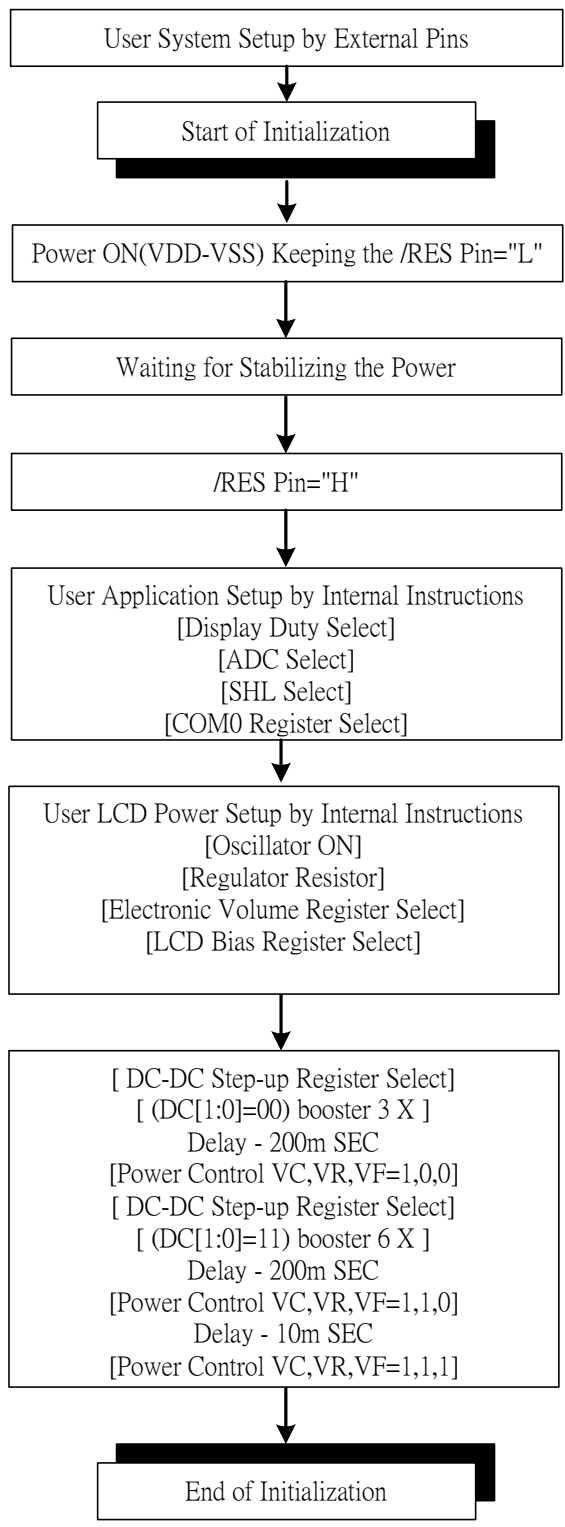 User System Setup by External Pins
Start of Initialization
Power ON(VDD-VSS) Keeping the /RES Pin="L"
Waiting for Stabilizing the Power
/RES Pin="H"
User Application Setup by Internal Instructions
[Display Duty Select]
[ADC Select]
[SHL Select]
[COM0 Register Select]
User LCD Power Setup by Internal Instructions
[Oscillator ON]
[Regulator Resistor]
[Electronic Volume Register Select]
[LCD Bias Register Select]
[ DC-DC Step-up Register Select]
[ (DC[1:0]=00) booster 3 X ]
Delay - 200m SEC
[Power Control VC,VR,VF=1,0,0]
[ DC-DC Step-up Register Select]
[ (DC[1:0]=11) booster 6 X ]
Delay - 200m SEC
[Power Control VC,VR,VF=1,1,0]
Delay - 10m SEC
[Power Control VC,VR,VF=1,1,1]
End of Initialization